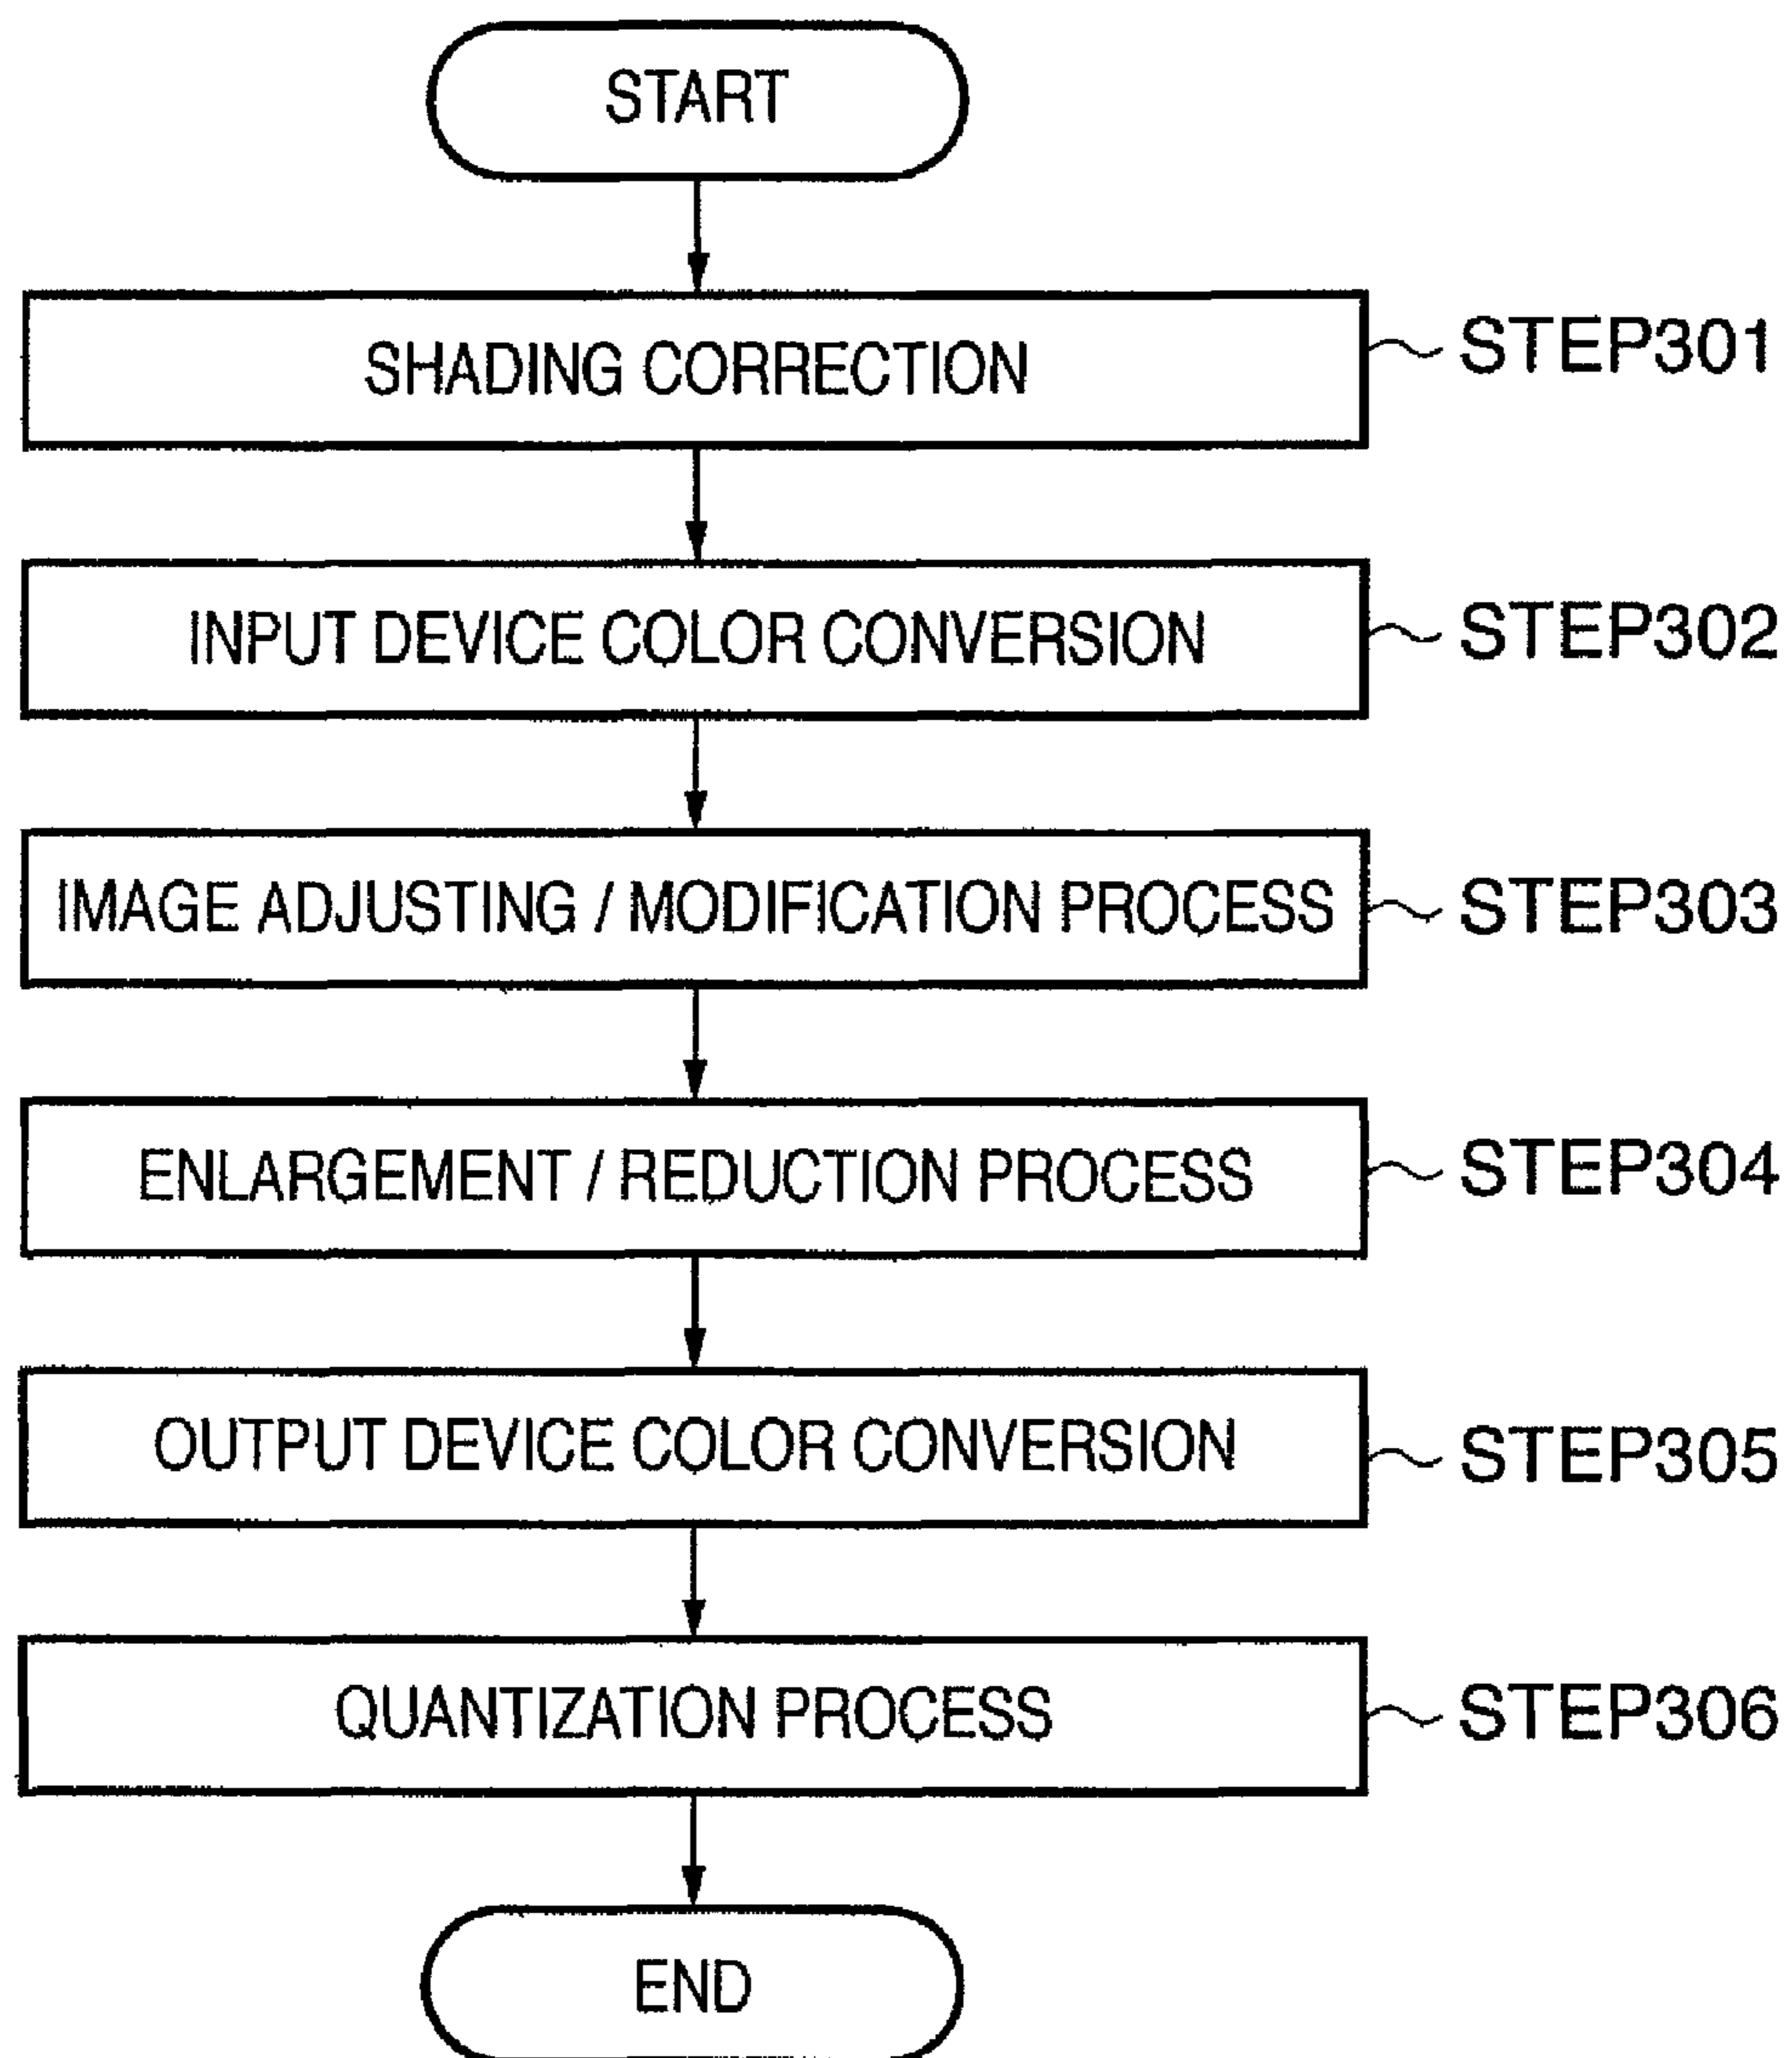 START
SHADING CORRECTION
STEP301
INPUT DEVICE COLOR CONVERSION
STEP302
IMAGE ADJUSTING / MODIFICATION PROCESS
STEP303
ENLARGEMENT / REDUCTION PROCESS
STEP304
OUTPUT DEVICE COLOR CONVERSION
STEP305
QUANTIZATION PROCESS
STEP306
END